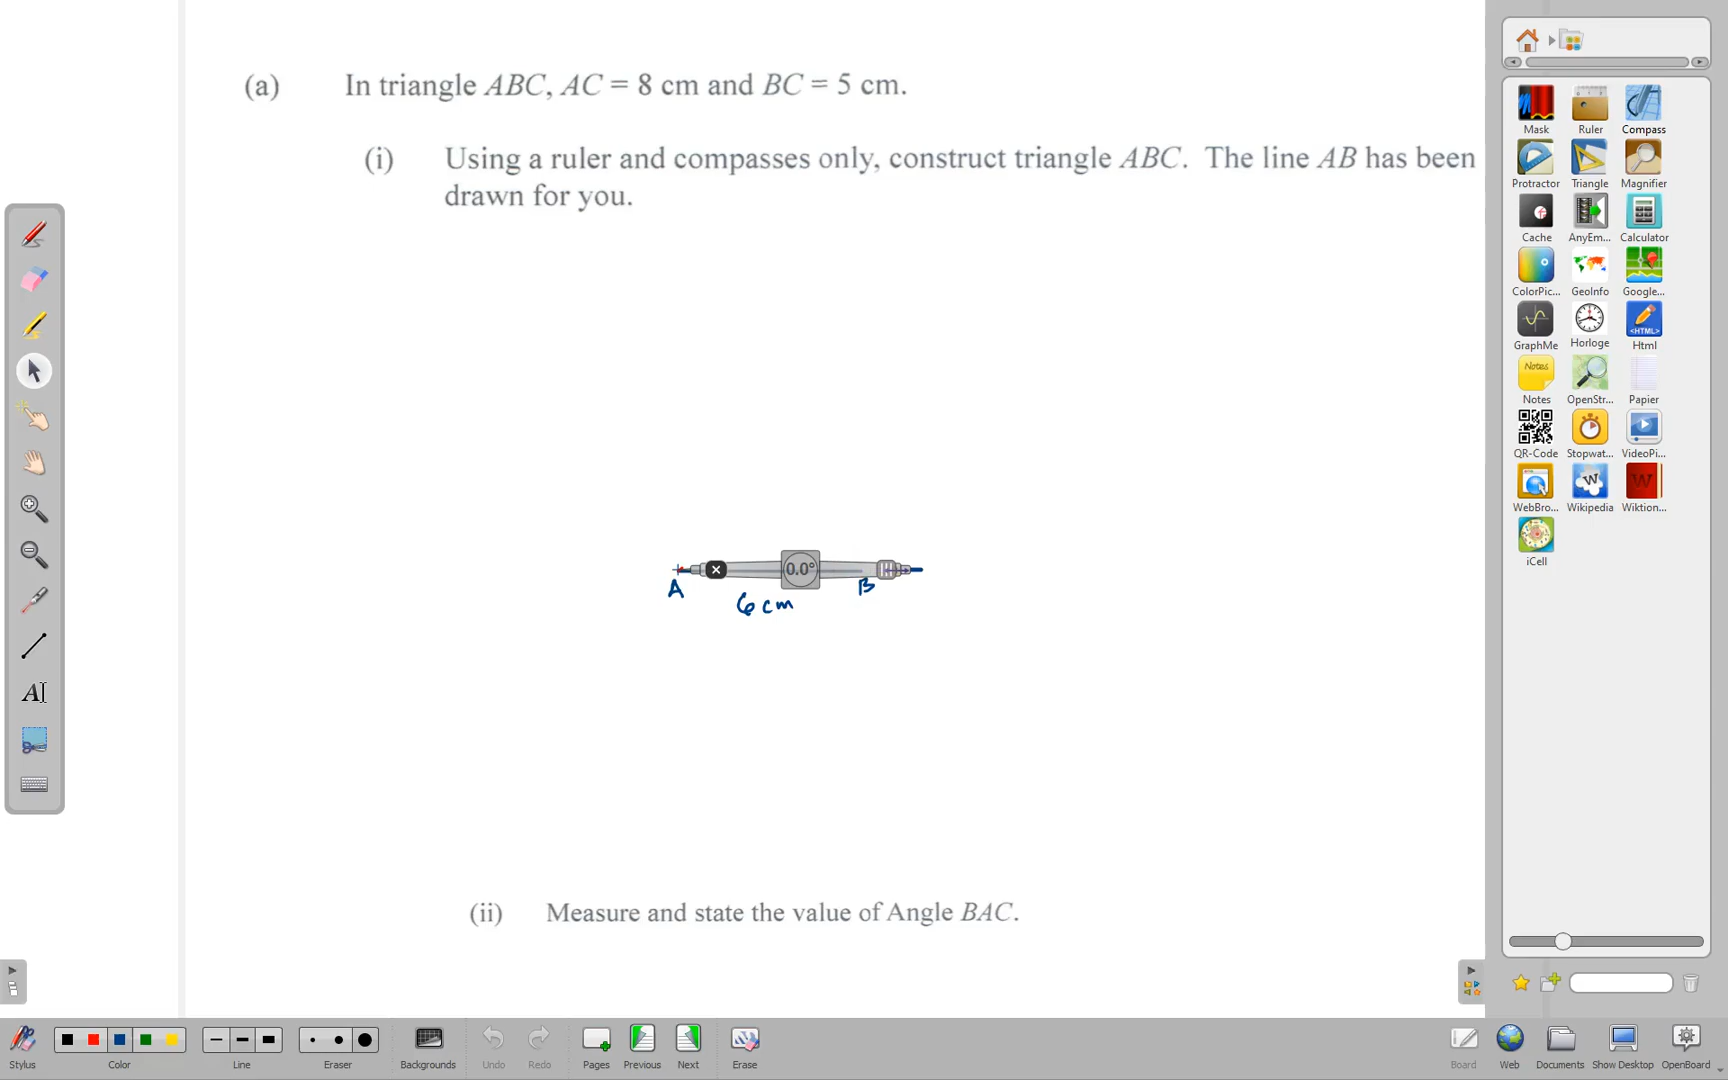 (a) In triangle ABC, AC = 8 cm and BC = 5 cm.
(i) Using a ruler and compasses only, construct triangle ABC. The line AB has been
drawn for you.
0.0°
A B
6 cm
(ii) Measure and state the value of Angle BAC.
Mask Ruler Compass
Protractor Triangle Magnifier
Cache AnyEm... Calculator
ColorPic... GeoInfo Google...
<HTML>
GraphMe Horloge Html
Notes
Notes OpenStr... Papier
QR-Code Stopwat... VideoPi...
W W
WebBro... Wikipedia Wiktion...
iCell
A
Stylus Color Line Eraser Backgrounds Undo Redo Pages Previous Next Erase Board Web Documents Show Desktop OpenBoard